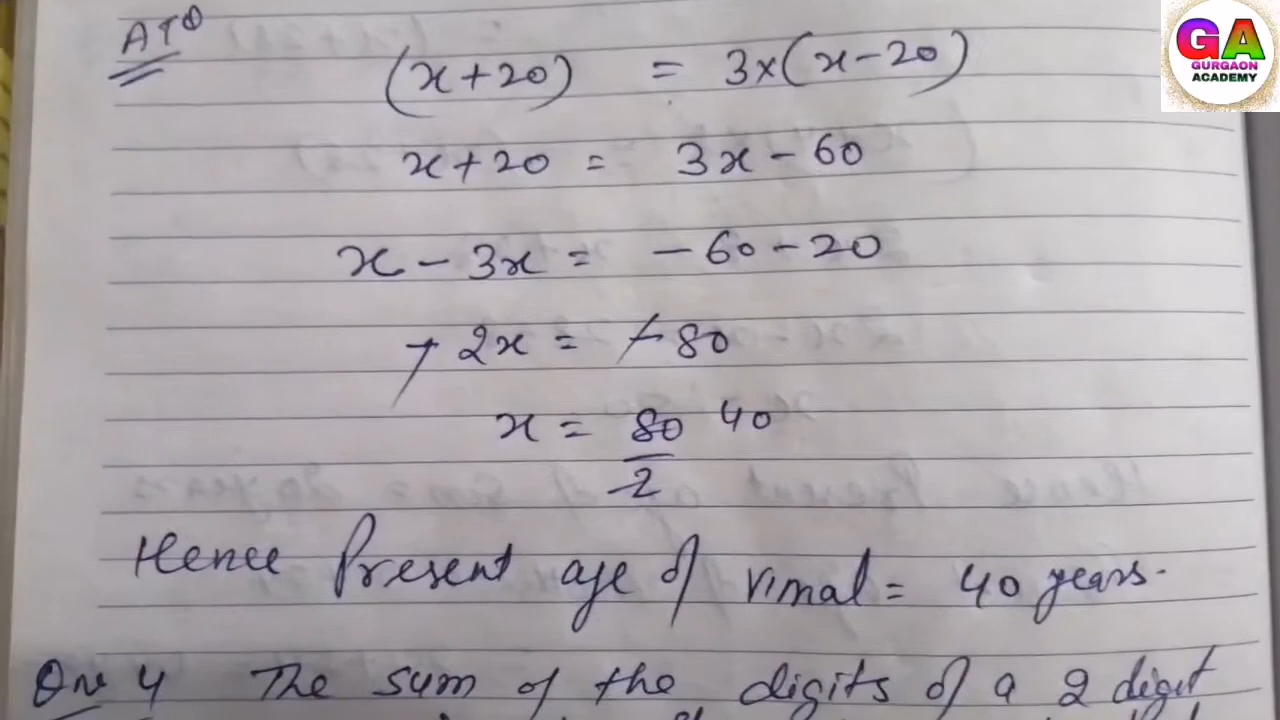 ATQ
(x+20) = 3x(x-20)
x+20 = 3x-60
x-3x = -60-20
-2x = -80
x = 80/2 40
Hence Present age of vimal = 40 years.
Qn 4 The sum of the digits of a 2 digit
GA
GURGAON
ACADEMY